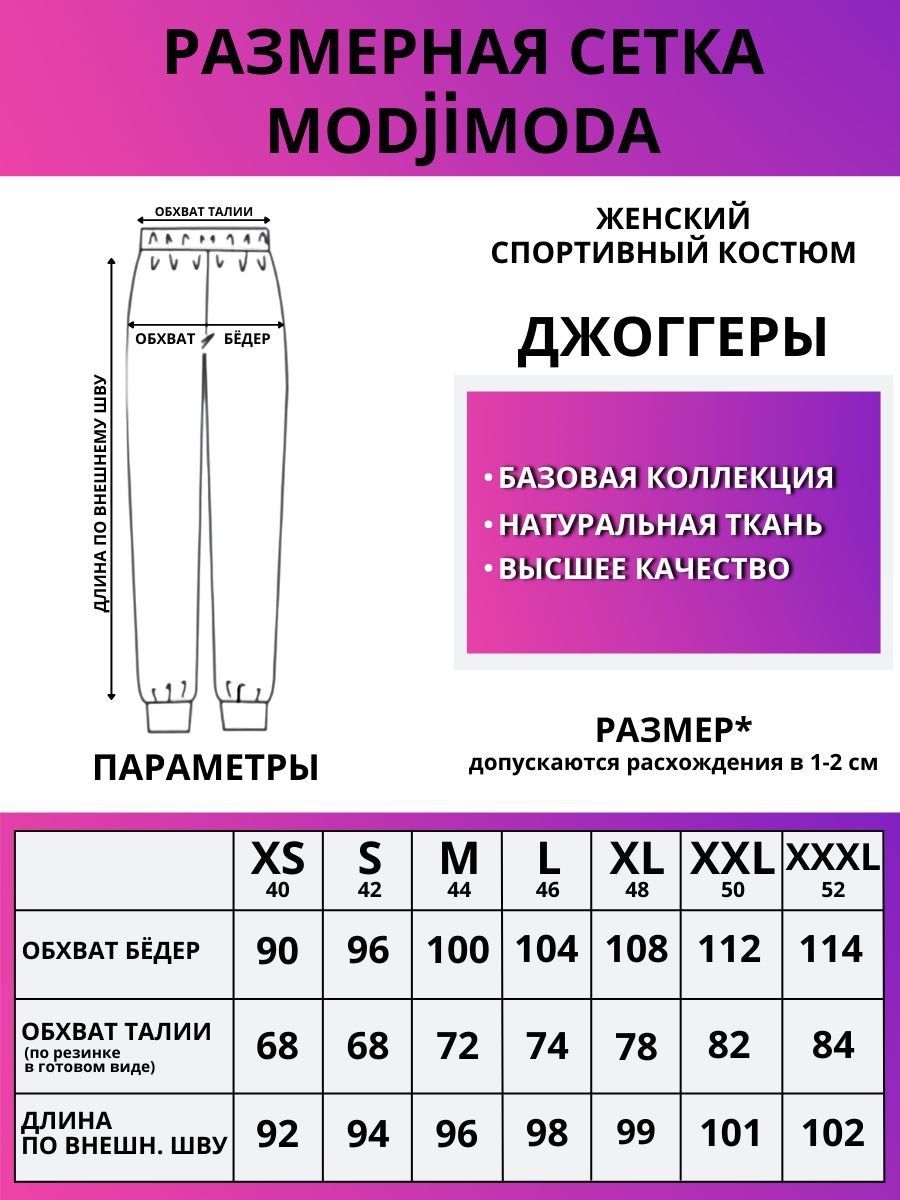 РАЗМЕРНАЯ СЕТКА
MODjiMODA
ОБХВАТ ТАЛИИ
ОБХВАТ БЁДЕР
ДЛИНА ПО ВНЕШНЕМУ ШВУ
ПАРАМЕТРЫ
ЖЕНСКИЙ
СПОРТИВНЫЙ КОСТЮМ
ДЖОГГЕРЫ
• БАЗОВАЯ КОЛЛЕКЦИЯ
• НАТУРАЛЬНАЯ ТКАНЬ
• ВЫСШЕЕ КАЧЕСТВО
РАЗМЕР*
допускаются расхождения в 1-2 см
XS S M L XL XXL XXXL
40 42 44 46 48 50 52
ОБХВАТ БЁДЕР 90 96 100 104 108 112 114
ОБХВАТ ТАЛИИ 68 68 72 74 78 82 84
(по резинке
в готовом виде)
ДЛИНА
ПО ВНЕШН. ШВУ 92 94 96 98 99 101 102